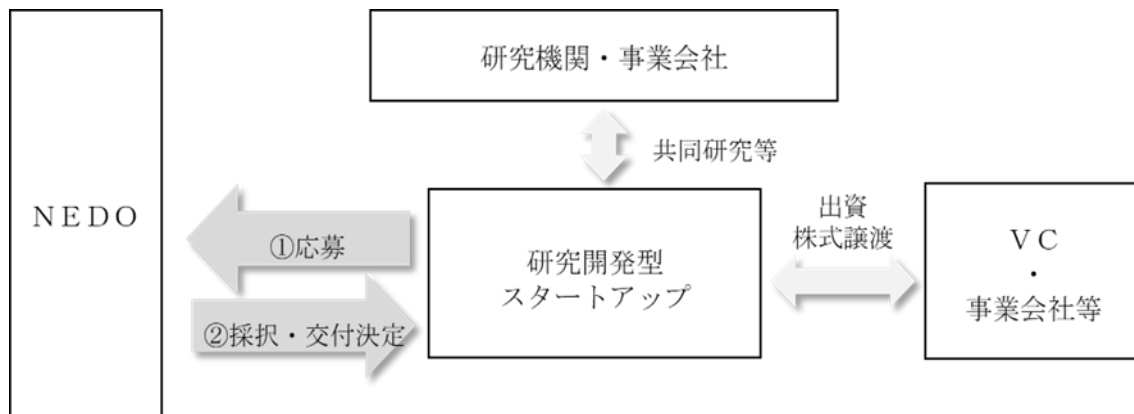 研究機関・事業会社
共同研究等
NEDO
①応募
②採択・交付決定
研究開発型
スタートアップ
出資
株式譲渡
VC
・
事業会社等